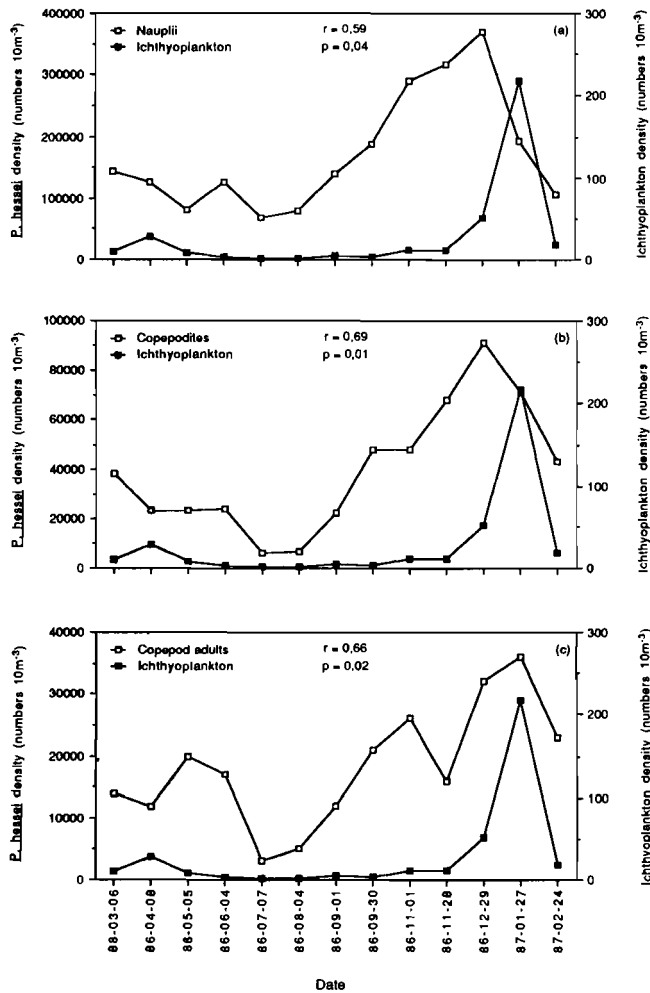 400000
300000
200000
100000
0
Nauplii
Ichthyoplankton
r = 0,59
p = 0,04
(a)
300
200
100
0
P. hessei density (numbers 10m-3)
Ichthyoplankton density (numbers 10m-3)
100000
80000
60000
40000
20000
0
Copepodites
Ichthyoplankton
r = 0,69
p = 0,01
(b)
300
200
100
0
P. hessei density (numbers 10m-3)
Ichthyoplankton density (numbers 10m-3)
40000
30000
20000
10000
0
Copepod adults
Ichthyoplankton
r = 0,66
p = 0,02
(c)
300
200
100
0
P. hessei density (numbers 10m-3)
Ichthyoplankton density (numbers 10m-3)
88-03-06
86-04-08
86-05-05
86-06-04
86-07-07
86-08-04
86-09-01
86-09-30
86-11-01
86-11-28
86-12-29
87-01-27
87-02-24
Date